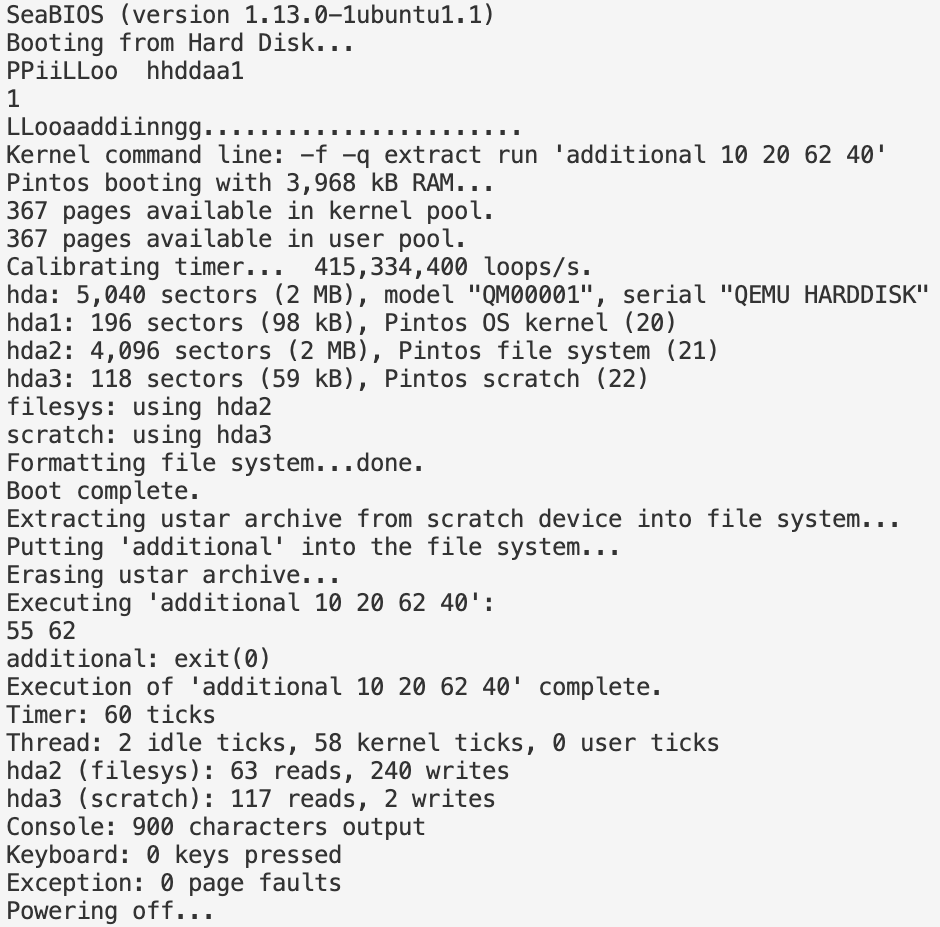 SeaBIOS (version 1.13.0-1ubuntu1.1)
Booting from Hard Disk...
PPiiLLoo  hhddaa1
1
LLooaaddiinngg.......................
Kernel command line: -f -q extract run 'additional 10 20 62 40'
Pintos booting with 3,968 kB RAM...
367 pages available in kernel pool.
367 pages available in user pool.
Calibrating timer...  415,334,400 loops/s.
hda: 5,040 sectors (2 MB), model "QM00001", serial "QEMU HARDDISK"
hda1: 196 sectors (98 kB), Pintos OS kernel (20)
hda2: 4,096 sectors (2 MB), Pintos file system (21)
hda3: 118 sectors (59 kB), Pintos scratch (22)
filesys: using hda2
scratch: using hda3
Formatting file system...done.
Boot complete.
Extracting ustar archive from scratch device into file system...
Putting 'additional' into the file system...
Erasing ustar archive...
Executing 'additional 10 20 62 40':
55 62
additional: exit(0)
Execution of 'additional 10 20 62 40' complete.
Timer: 60 ticks
Thread: 2 idle ticks, 58 kernel ticks, 0 user ticks
hda2 (filesys): 63 reads, 240 writes
hda3 (scratch): 117 reads, 2 writes
Console: 900 characters output
Keyboard: 0 keys pressed
Exception: 0 page faults
Powering off...